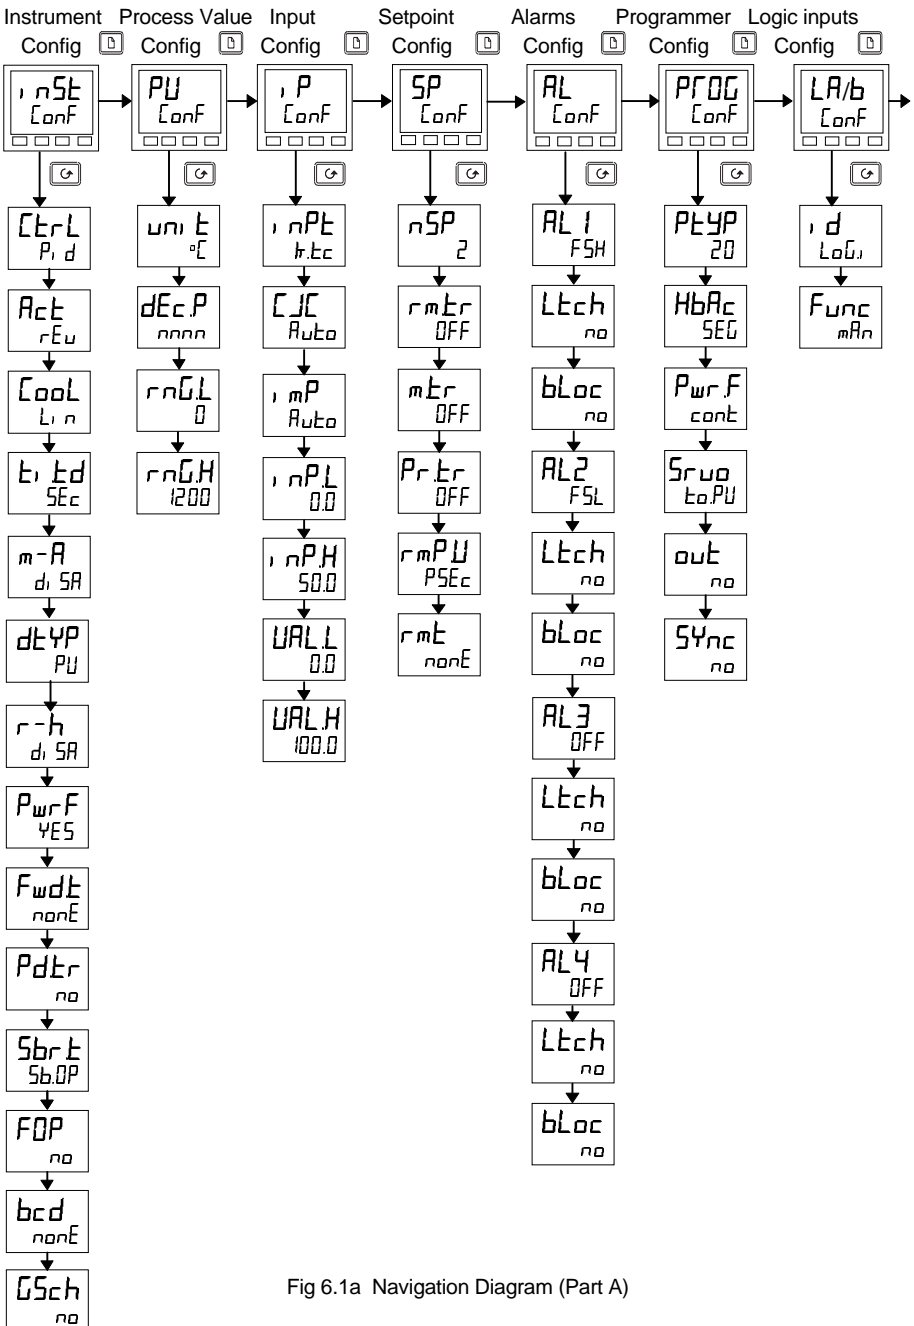 Instrument Config
Process Value Config
Input Config
Setpoint Config
Alarms Config
Programmer Config
Logic inputs Config
inSt
ConF
PV
ConF
iP
ConF
SP
ConF
AL
ConF
PROG
ConF
LA/b
ConF
CtrL
Pid
Act
rEv
CooL
Lin
ti td
SEc
m-A
diSA
dtYP
PV
r-h
diSA
PwrF
YES
Fwd.t
nonE
Pd.tr
no
Sbr.t
Sb.OP
FOP
no
bcd
nonE
GSch
no
unit
°C
dEc.P
nnnn
rnG.L
0
rnG.H
1200
inPt
k.tc
CJC
Auto
imP
Auto
inP.L
0.0
inP.H
50.0
VAL.L
0.0
VAL.H
100.0
nSP
2
rm.tr
OFF
m.tr
OFF
Pr.tr
OFF
rmP.U
PSEc
rmt
nonE
AL1
FSH
Ltch
no
bLoc
no
AL2
FSL
Ltch
no
bLoc
no
AL3
OFF
Ltch
no
bLoc
no
AL4
OFF
Ltch
no
bLoc
no
PtYP
20
HbAc
SEG
Pwr.F
cont
Srvo
to.PV
out
no
SYnc
no
id
LoG.i
Func
mAn
Fig 6.1a Navigation Diagram (Part A)